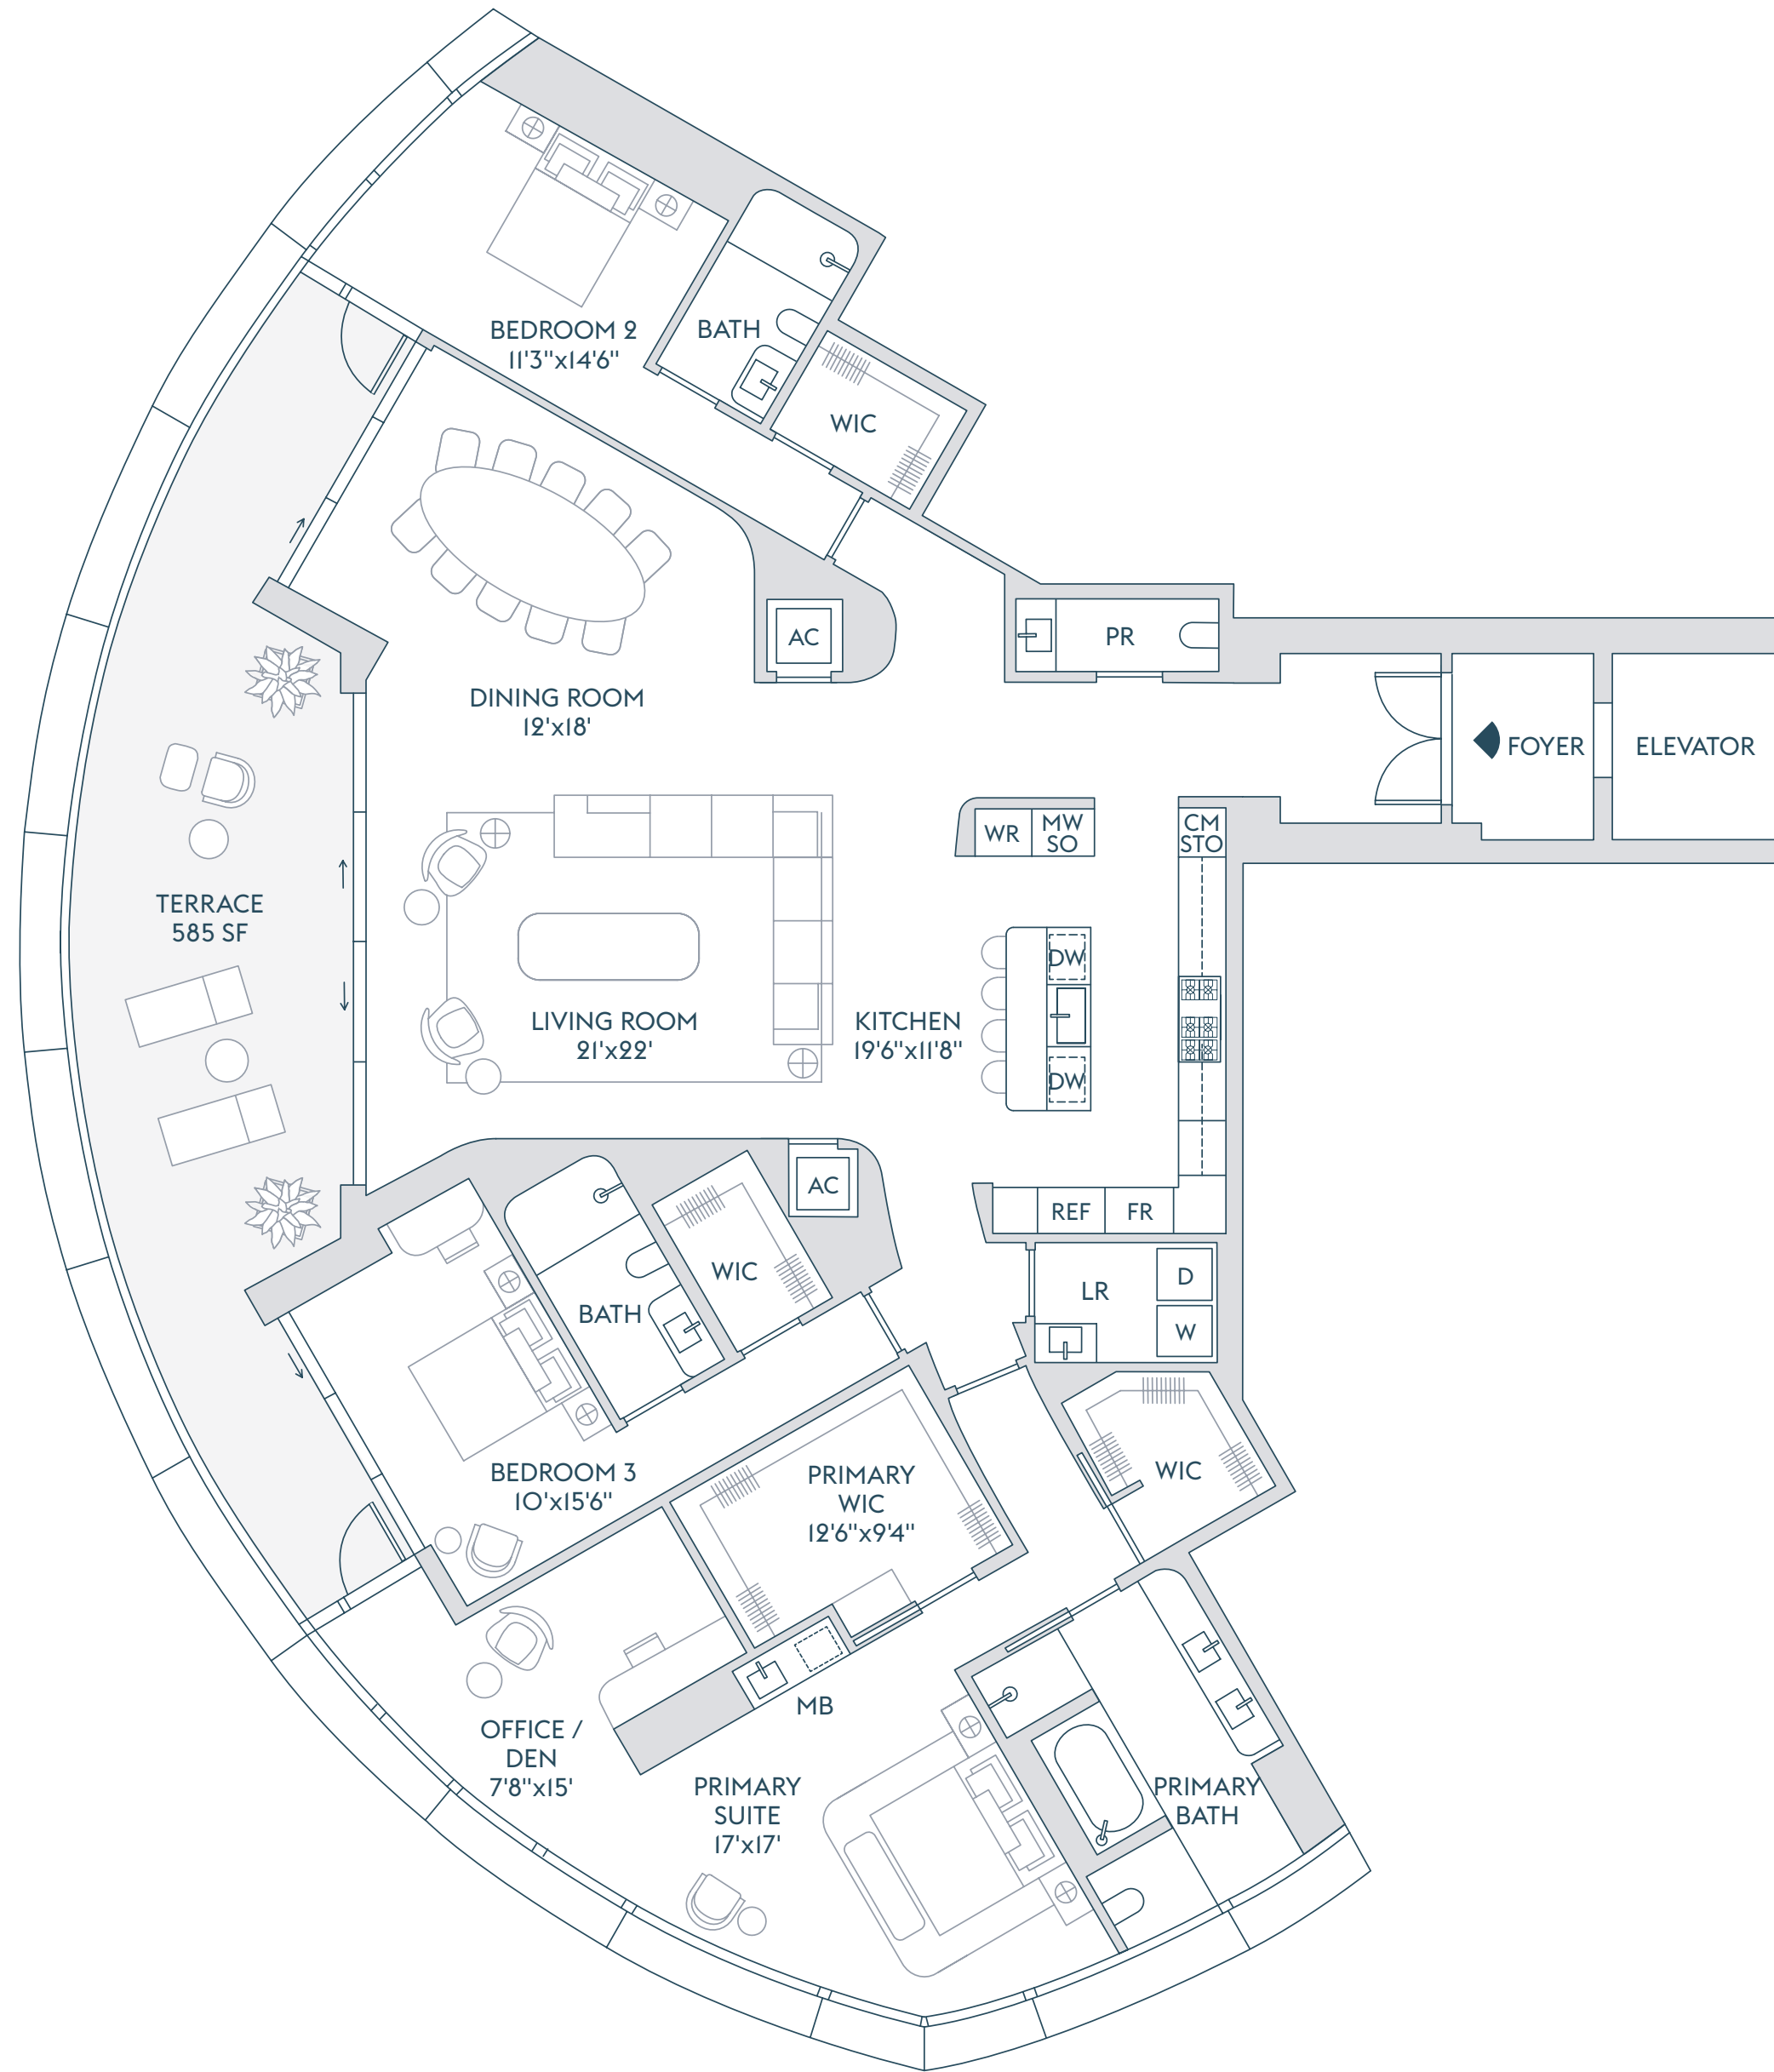 BEDROOM 2
11'3"x14'6"
BATH
WIC
AC
PR
DINING ROOM
12'x18'
FOYER
ELEVATOR
WR
MW
SO
CM
STO
TERRACE
585 SF
DW
LIVING ROOM
21'x22'
KITCHEN
19'6"x11'8"
DW
AC
REF
FR
WIC
BATH
LR
D
W
BEDROOM 3
10'x15'6"
PRIMARY
WIC
12'6"x9'4"
WIC
MB
OFFICE /
DEN
7'8"x15'
PRIMARY
SUITE
17'x17'
PRIMARY
BATH